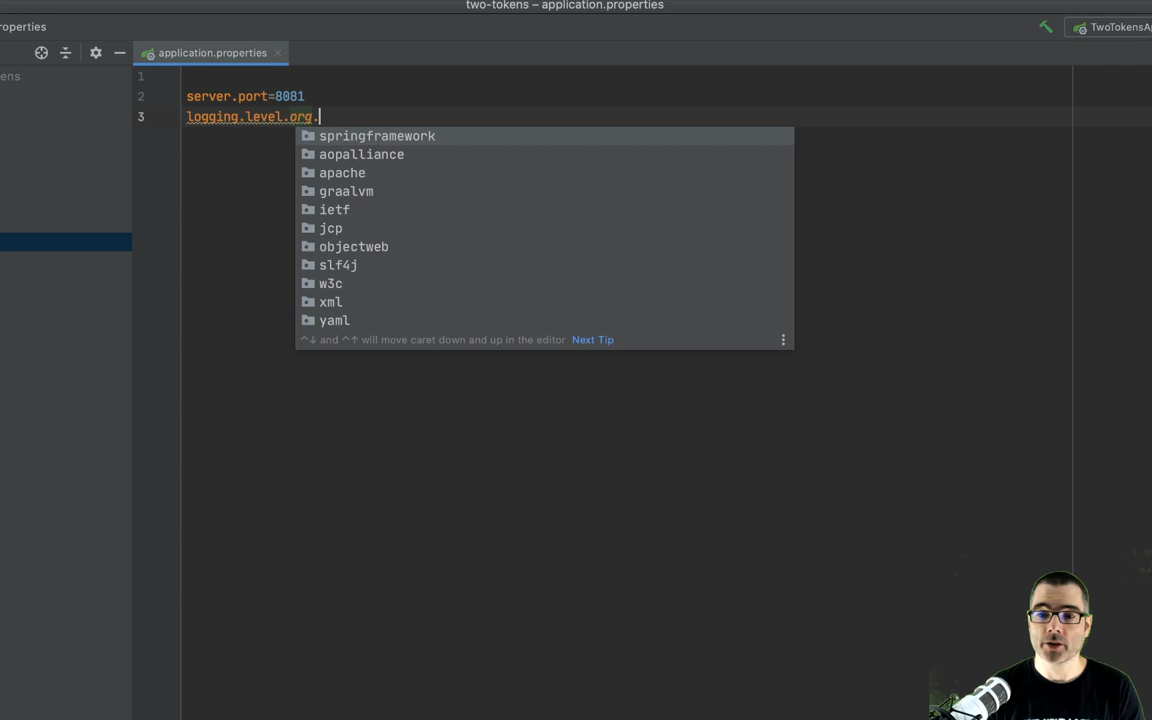 two-tokens – application.properties
roperties
TwoTokensAp
application.properties
ens
1
2 server.port=8081
3 logging.level.org.
springframework
aopalliance
apache
graalvm
ietf
jcp
objectweb
slf4j
w3c
xml
yaml
^↓ and ^↑ will move caret down and up in the editor Next Tip